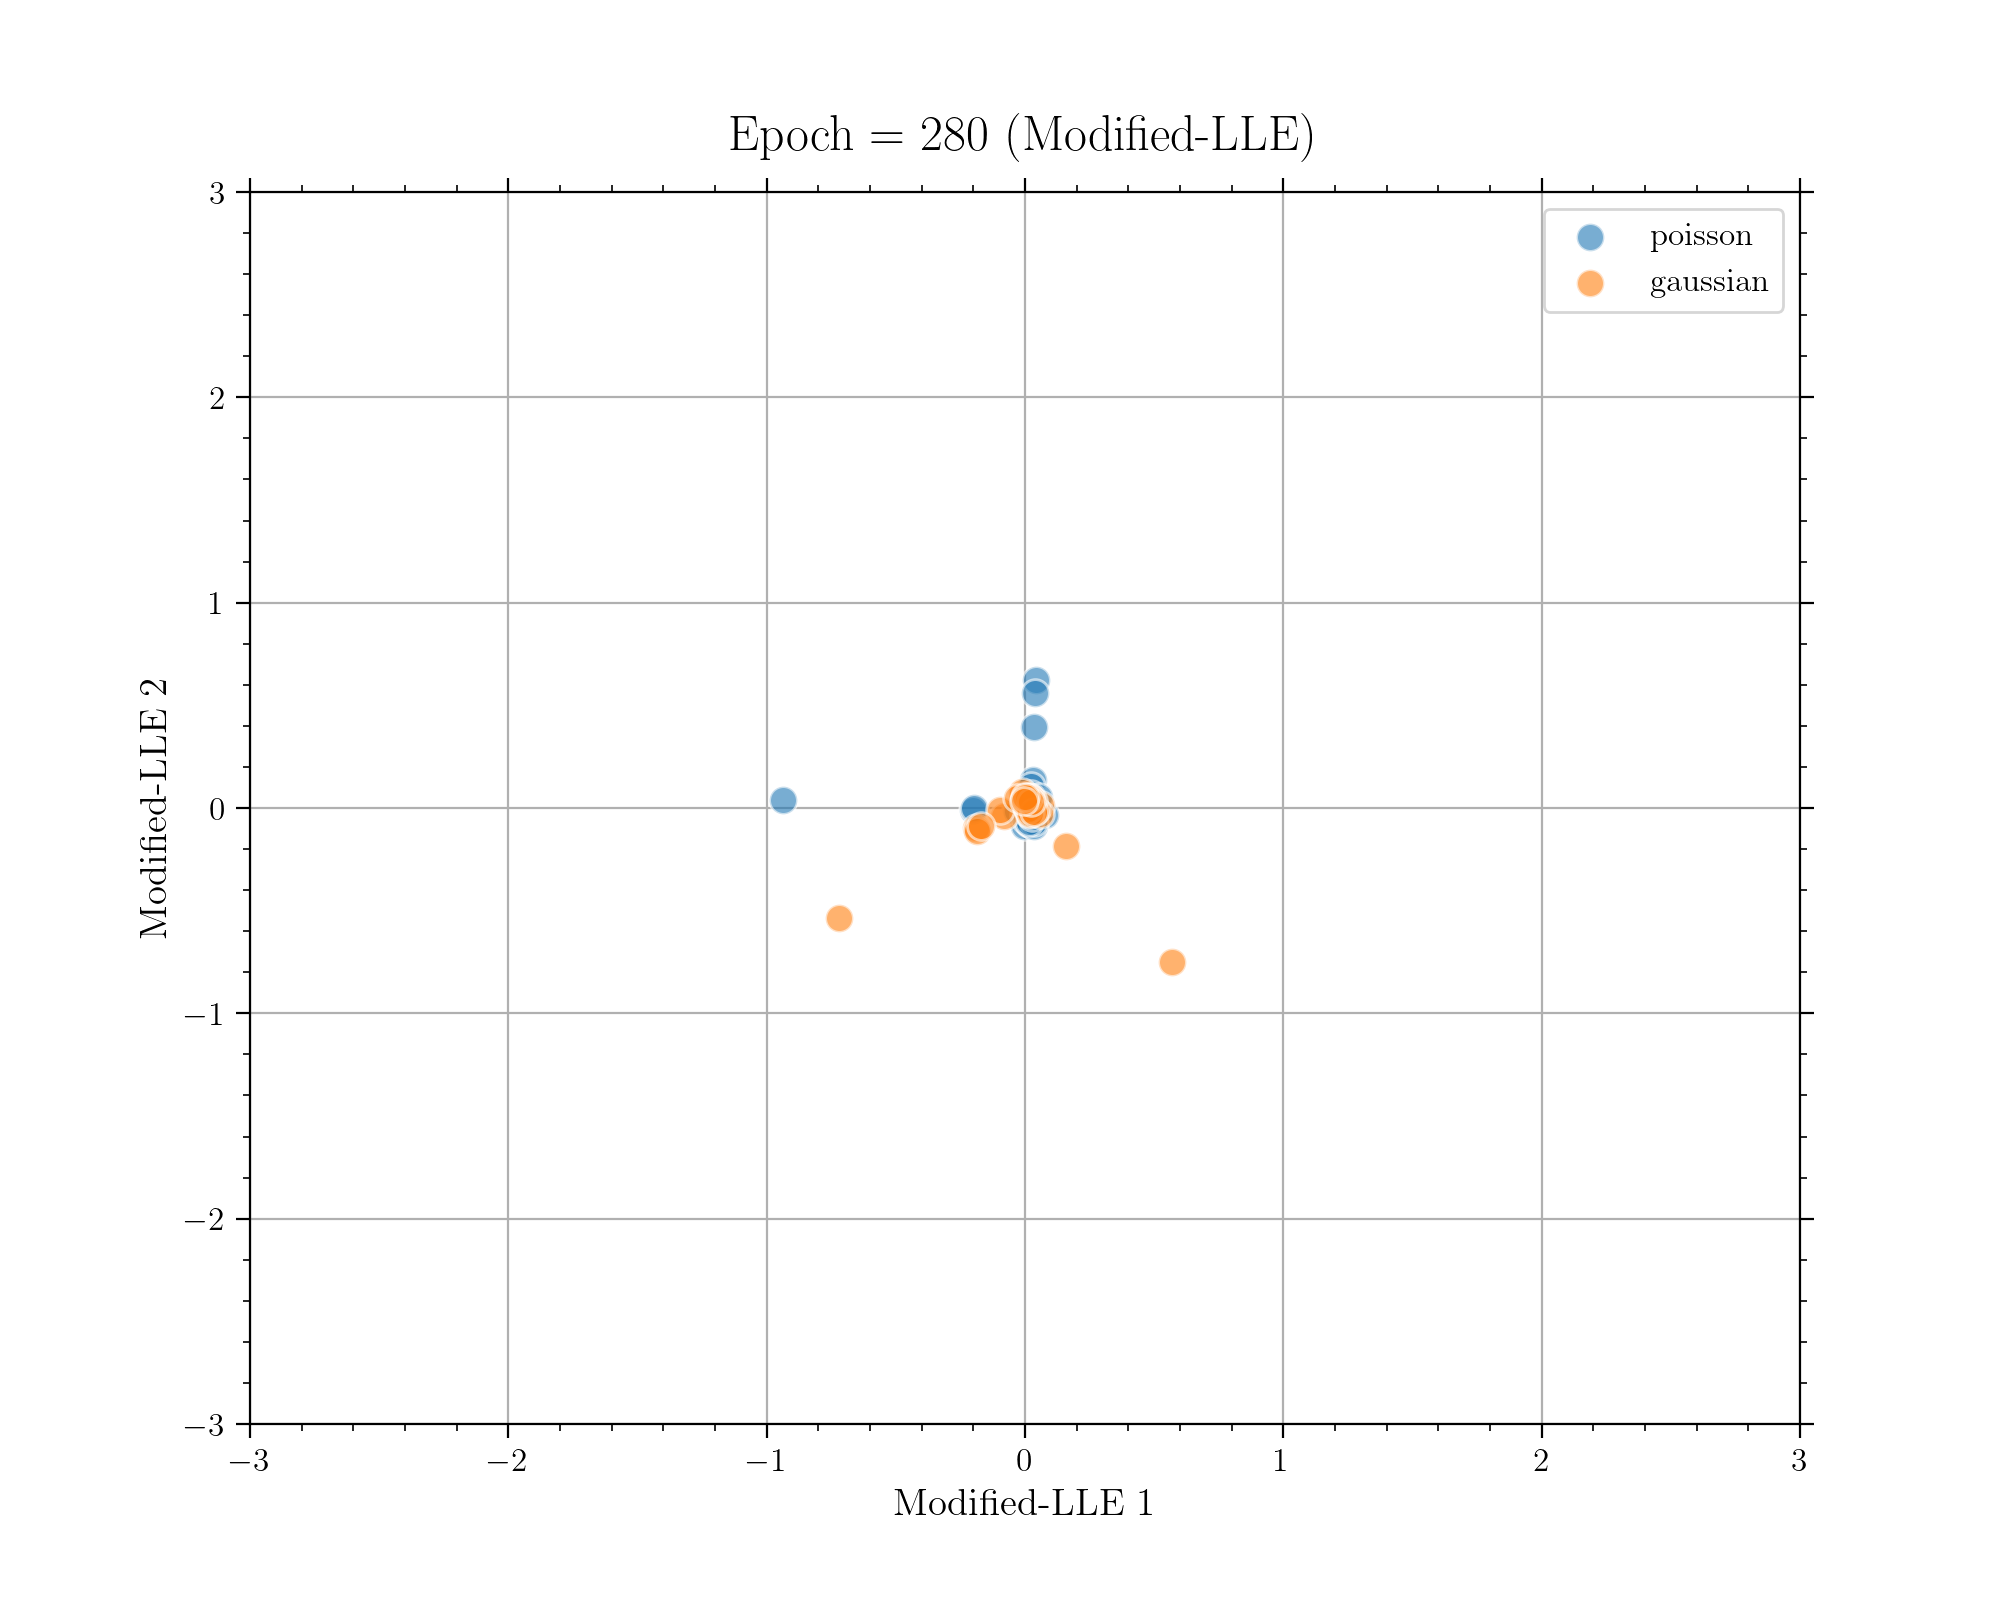 Epoch = 280 (Modified-LLE)
poisson
gaussian
3
2
1
0
−1
−2
−3
Modified-LLE 2
−3
−2
−1
0
1
2
3
Modified-LLE 1